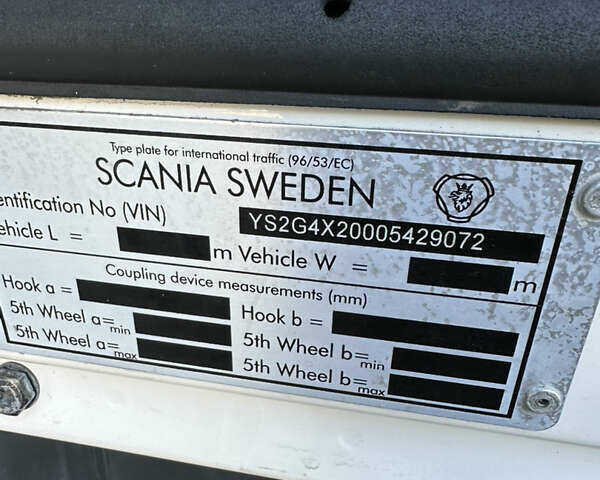 Type plate for international traffic (96/53/EC)
SCANIA SWEDEN
entification No (VIN) YS2G4X20005429072
ehicle L = m Vehicle W = m
Coupling device measurements (mm)
Hook a = Hook b =
5th Wheel a=min 5th Wheel b=min
5th Wheel a=max 5th Wheel b=max